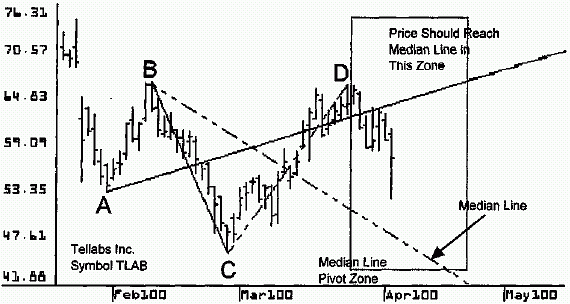 76.31
70.57
64.83
59.09
53.35
47.61
41.88
Price Should Reach
Median Line in
This Zone
B
D
A
C
Median Line
Tellabs Inc.
Symbol TLAB
Median Line
Pivot Zone
Feb100
Mar100
Apr100
May100